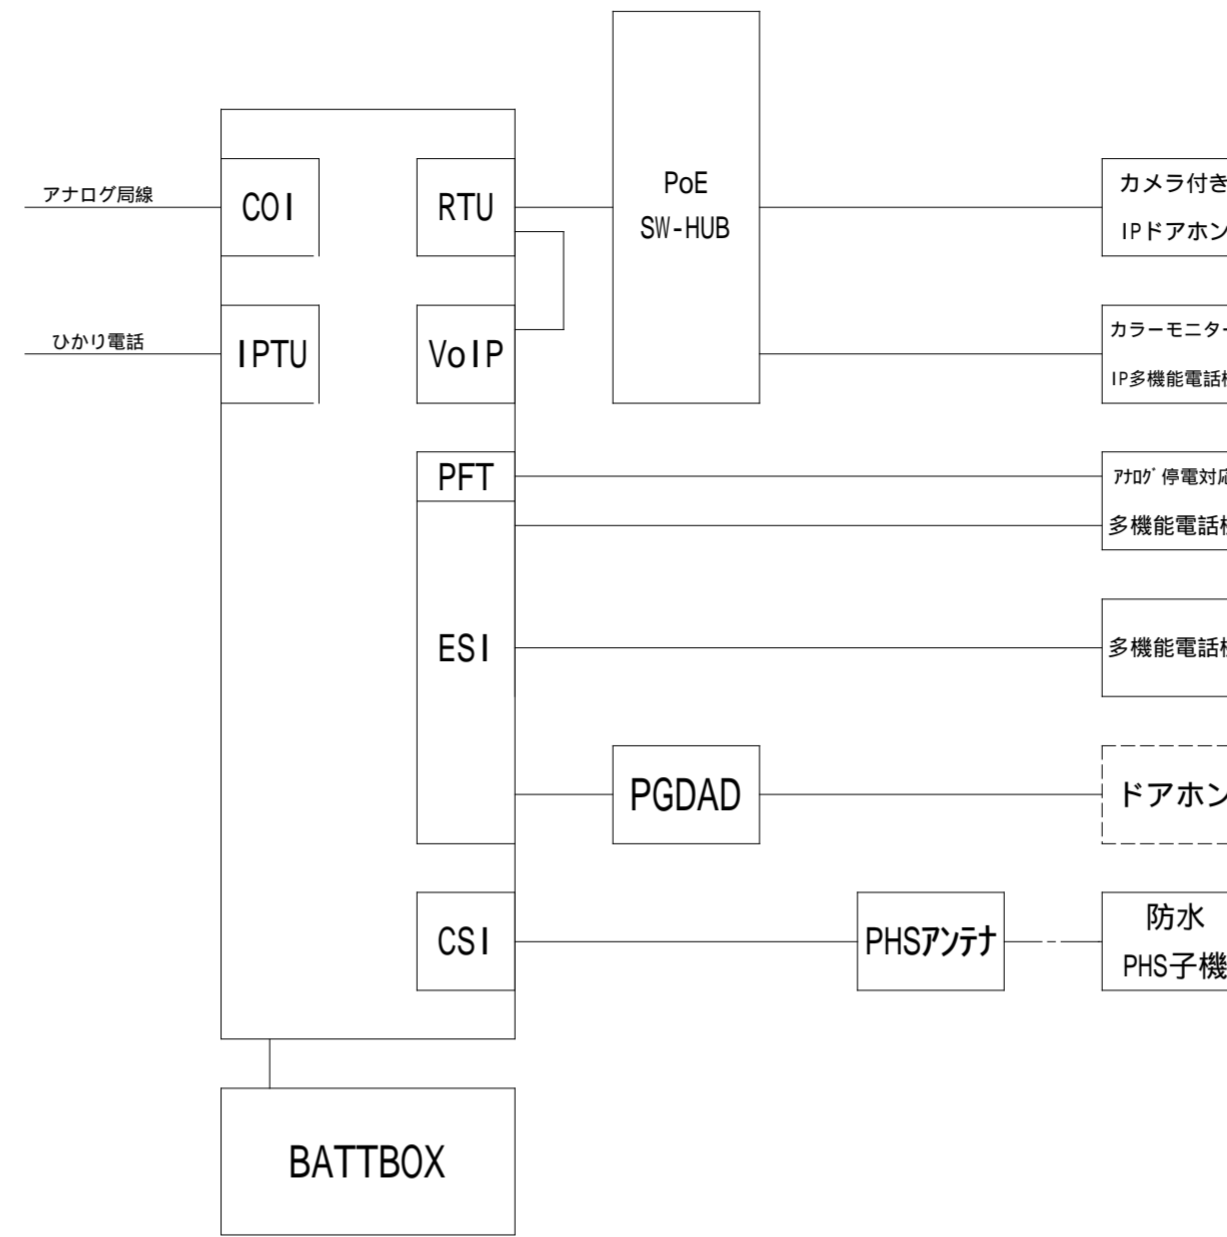 アナログ局線
COI
RTU
PoE
SW-HUB
カメラ付き
IPドアホン
ひかり電話
IPTU
VoIP
カラーモニター
IP多機能電話機
PFT
ｱﾅﾛｸﾞ停電対応
多機能電話機
ESI
多機能電話機
PGDAD
ドアホン
CSI
PHSアンテナ
防水
PHS子機
BATTBOX